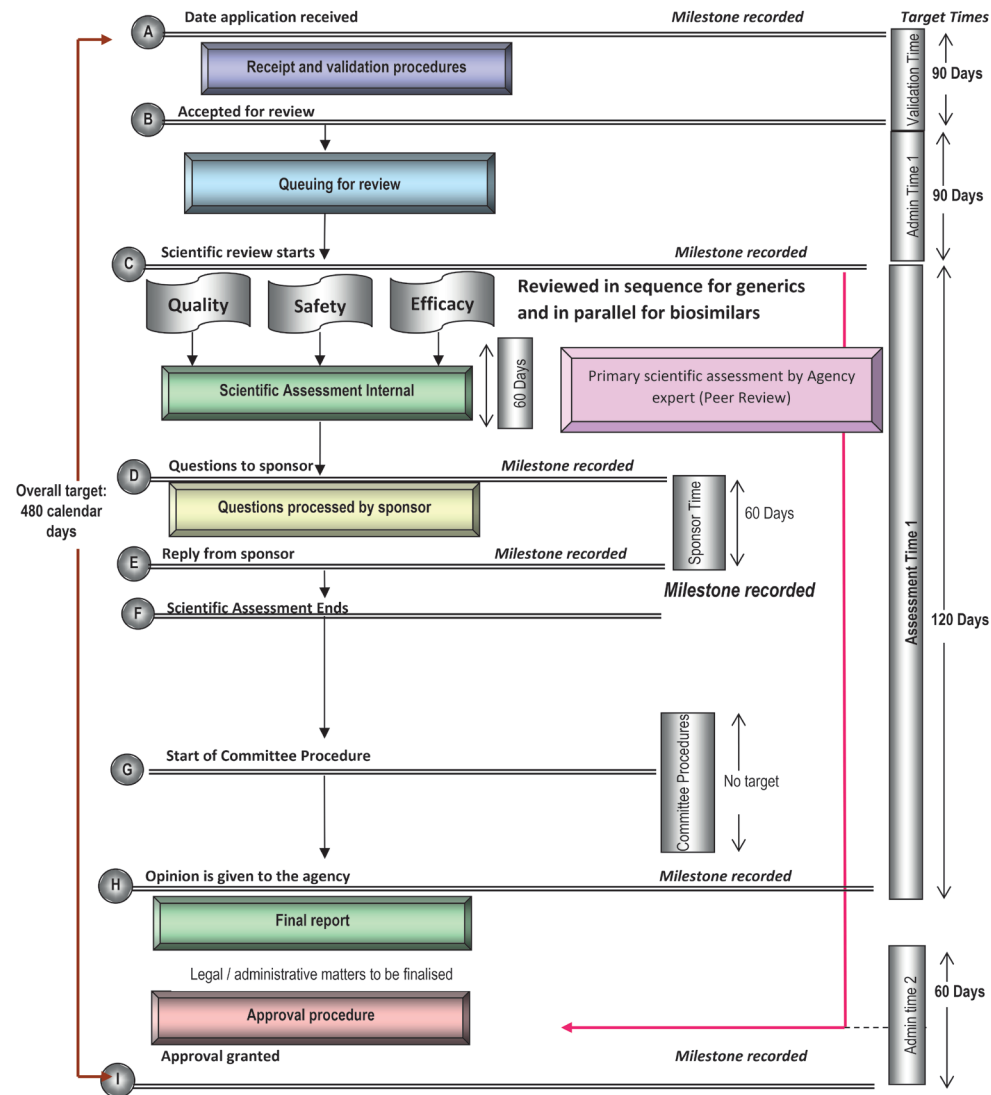 Date application received
Milestone recorded
Target Times
A
Receipt and validation procedures
Validation Time
90 Days
Accepted for review
B
Queuing for review
Admin Time 1
90 Days
Scientific review starts
Milestone recorded
C
Quality
Safety
Efficacy
Reviewed in sequence for generics
and in parallel for biosimilars
Scientific Assessment Internal
60 Days
Primary scientific assessment by Agency
expert (Peer Review)
Questions to sponsor
Milestone recorded
D
Overall target:
480 calendar
days
Questions processed by sponsor
Sponsor Time
60 Days
Reply from sponsor
Milestone recorded
E
Milestone recorded
Scientific Assessment Ends
F
Assessment Time 1
120 Days
Start of Committee Procedure
G
Committee Procedures
No target
Opinion is given to the agency
Milestone recorded
H
Final report
Legal / administrative matters to be finalised
Approval procedure
Admin time 2
60 Days
Approval granted
Milestone recorded
I